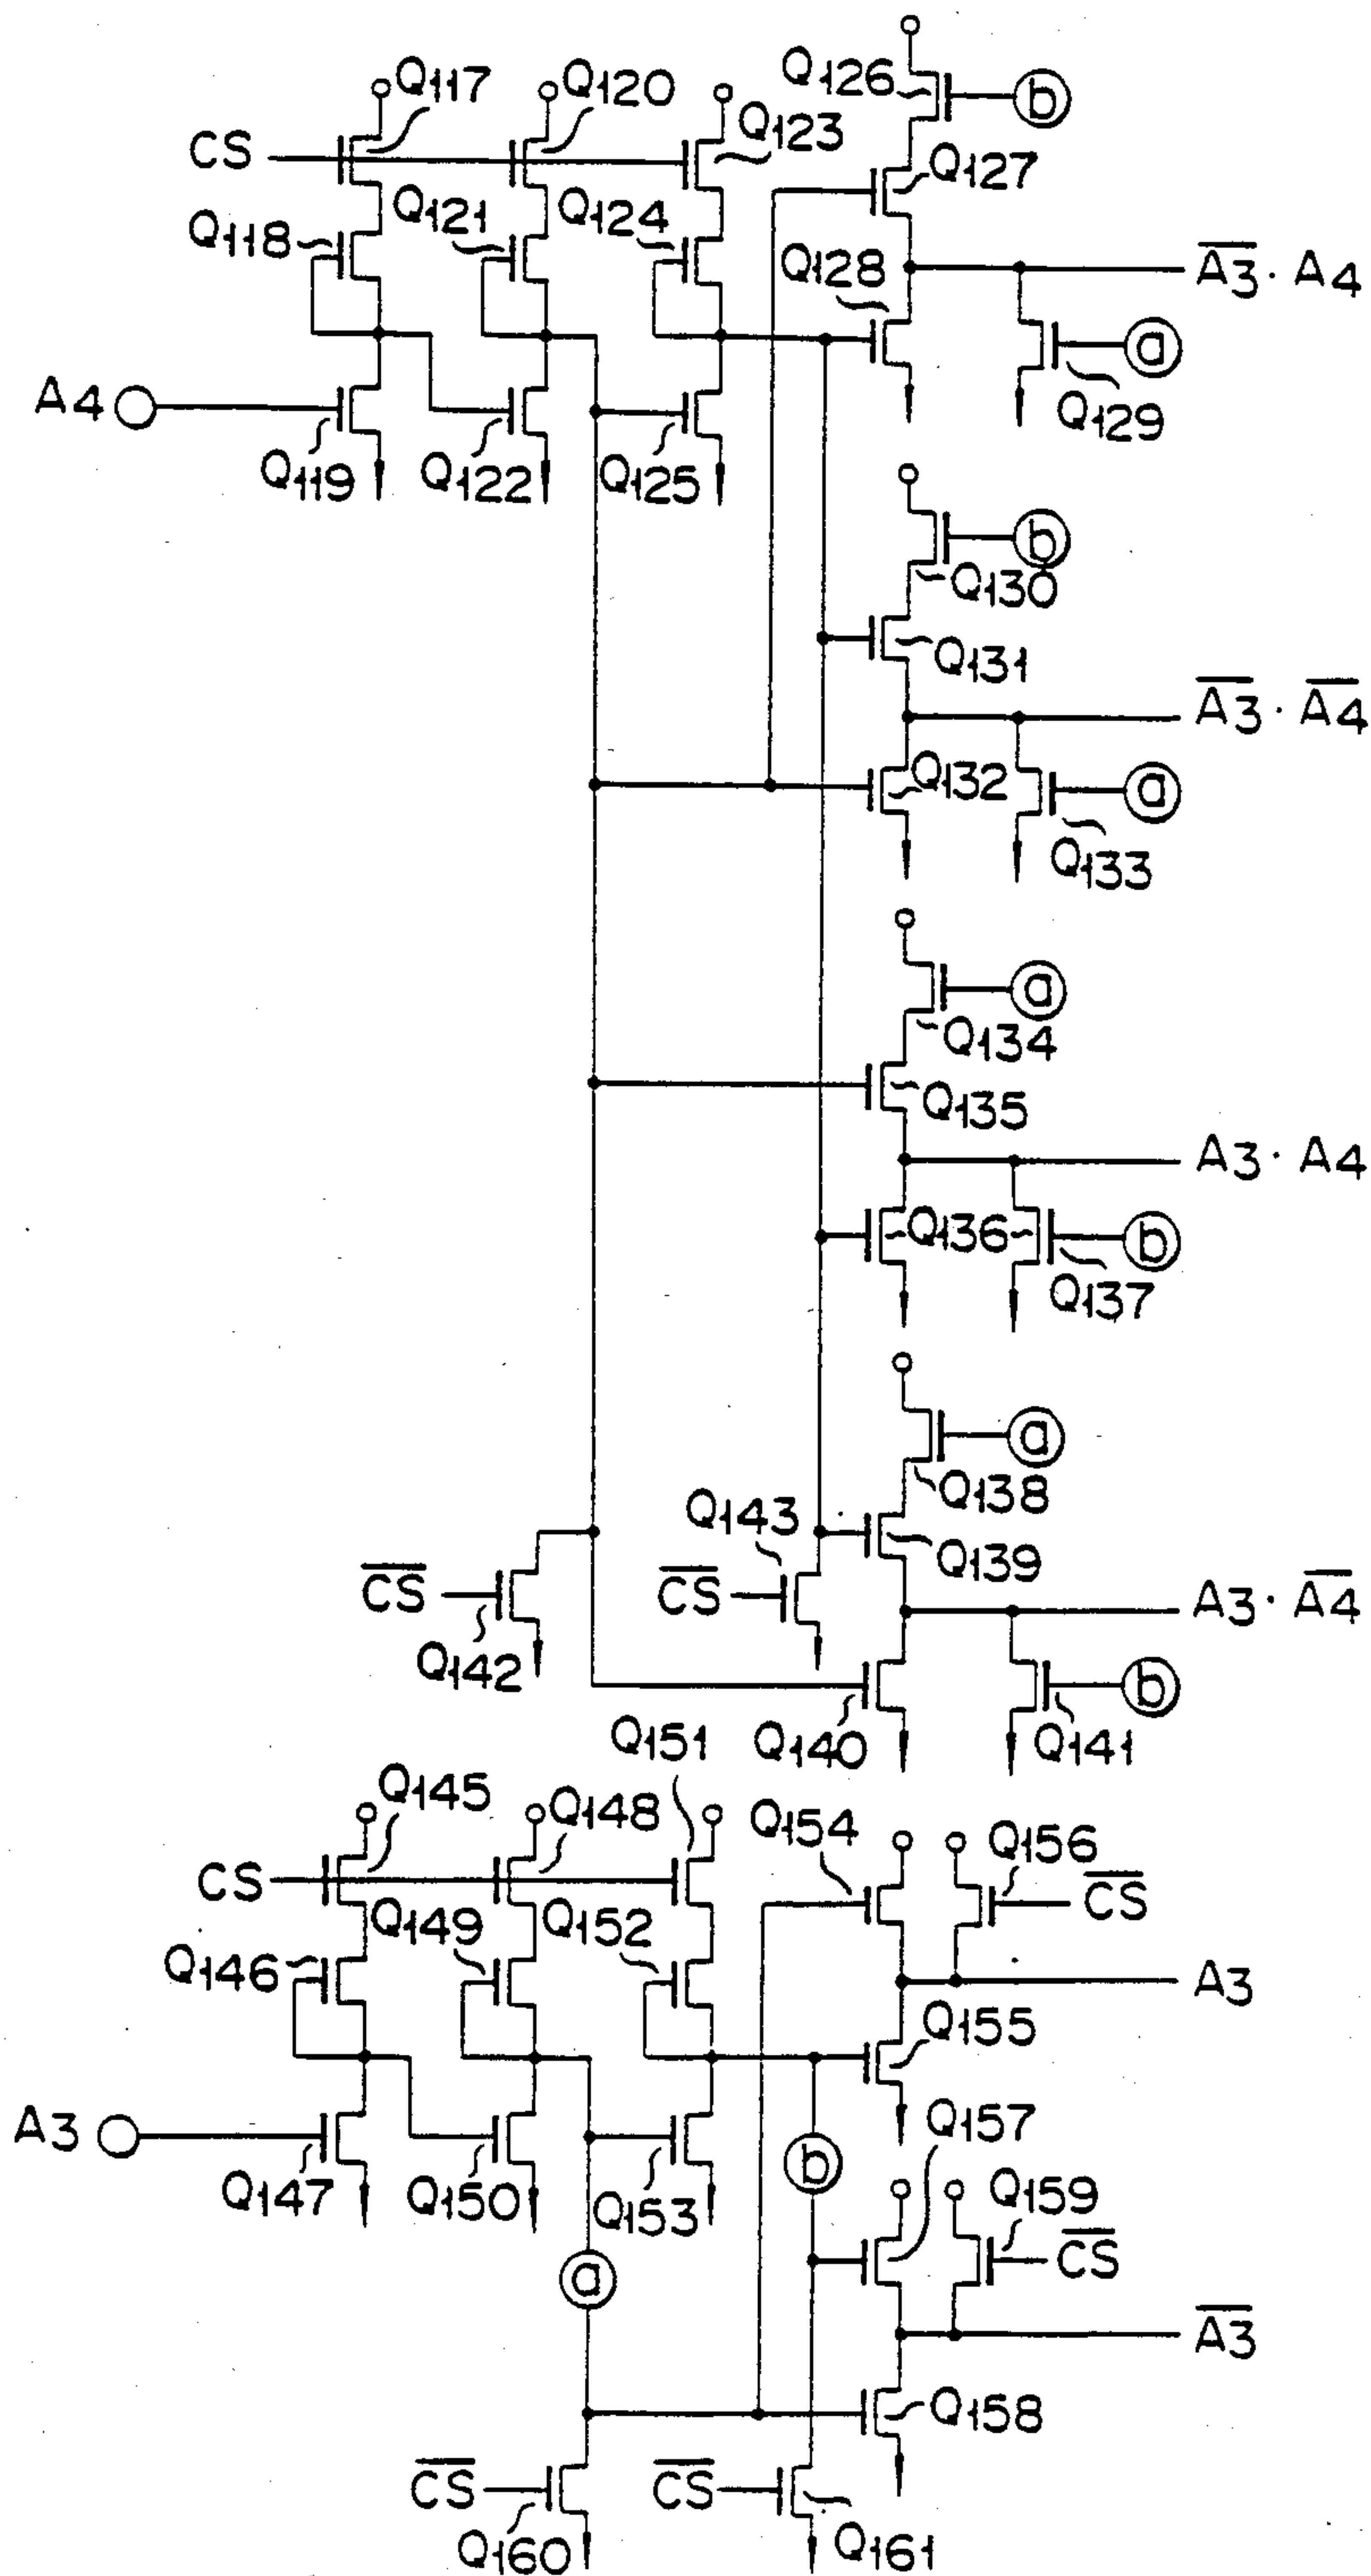 Q126
b
Q117
Q120
Q123
CS
Q127
Q118
Q121
Q124
Q128
A̅3̅ · A4
a
A4
Q119
Q122
Q125
Q129
b
Q130
Q131
A̅3̅ · A̅4̅
Q132
a
Q133
a
Q134
Q135
A3 · A4
Q136
b
Q137
a
Q138
Q143
Q139
C̅S̅
C̅S̅
A3 · A̅4̅
Q142
b
Q140
Q141
Q151
Q145
Q148
Q154
Q156
CS
C̅S̅
Q146
Q149
Q152
A3
Q155
A3
Q147
Q150
Q153
b
Q157
Q159
C̅S̅
a
A̅3̅
Q158
C̅S̅
C̅S̅
Q160
Q161